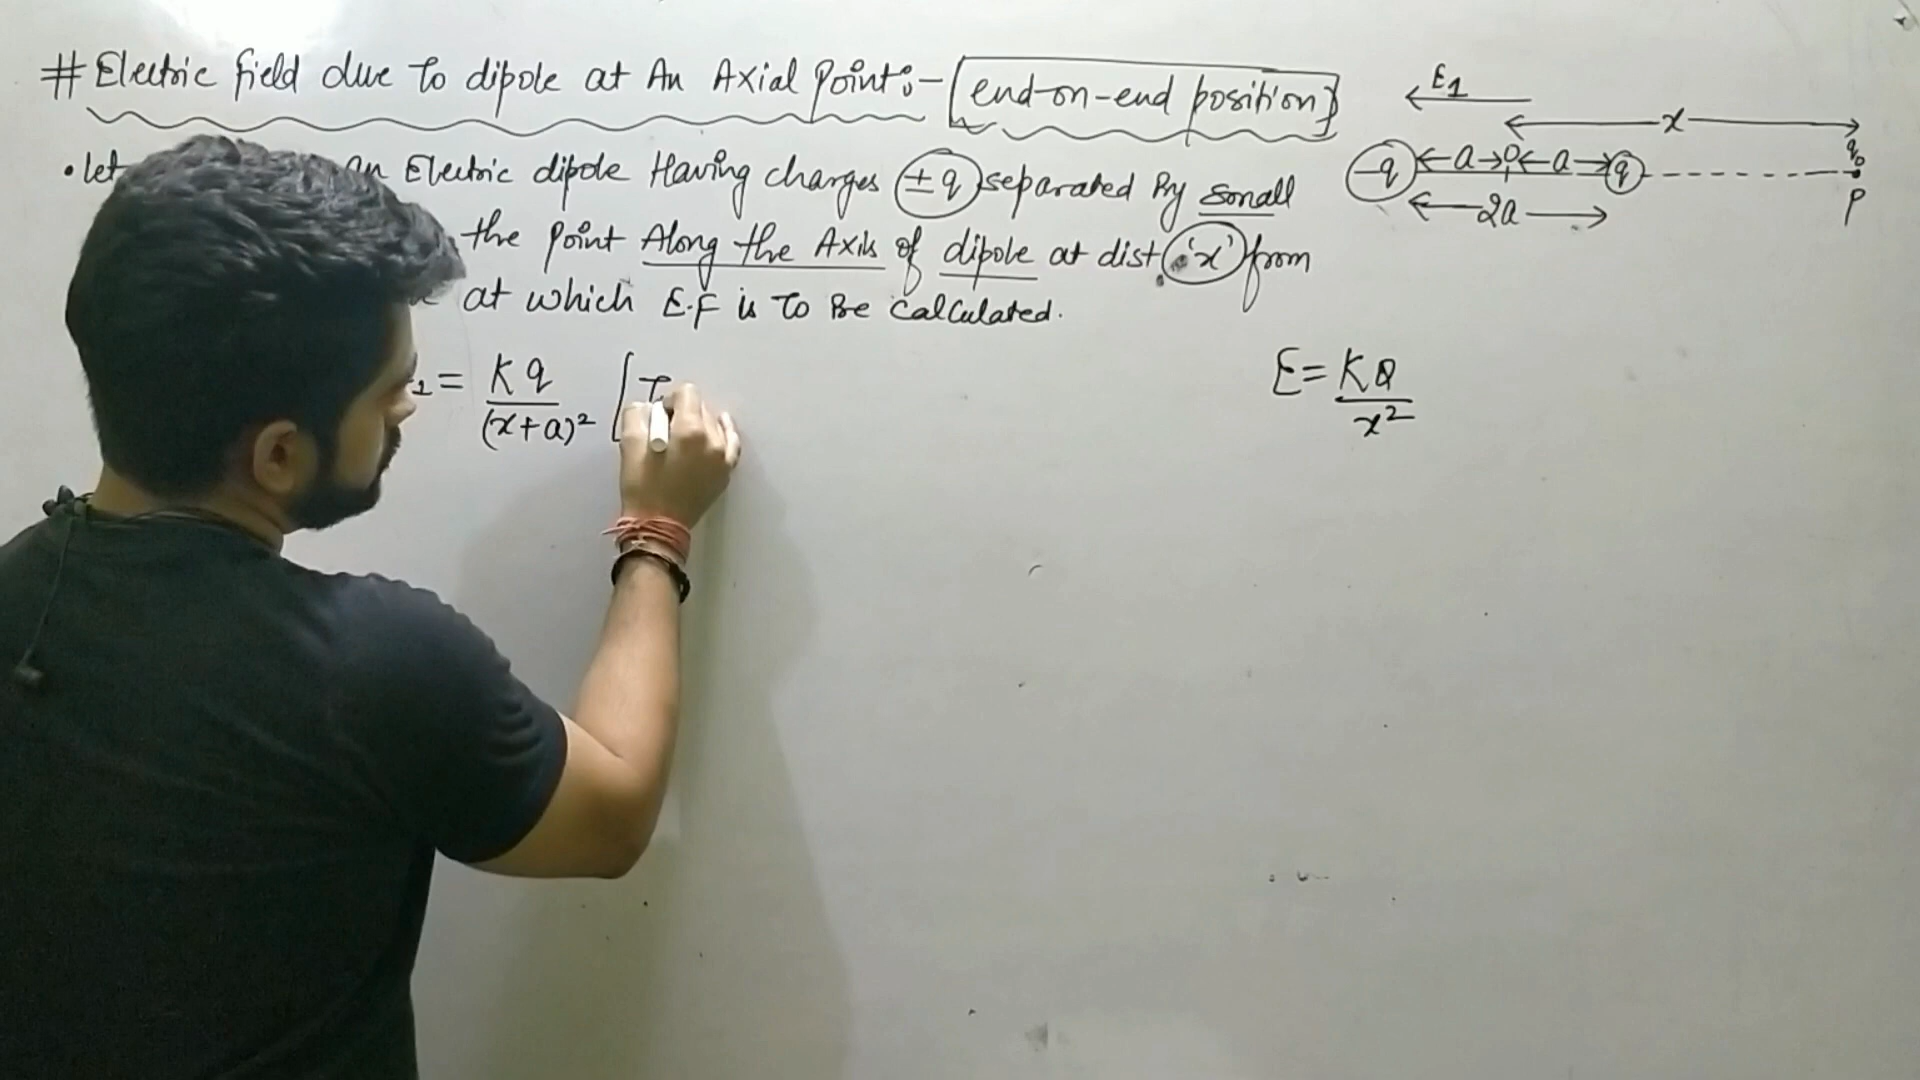 # Electric field due to dipole at An Axial Point :- [end-on-end position]
• let an Electric dipole Having charges ±q separated By small
the Point Along the Axis of dipole at dist. 'x' from
at which E.F is to Be Calculated.
1 = Kq / (x+a)² [
E = KQ / x²
E1
x
-q a O a q q0
2a P